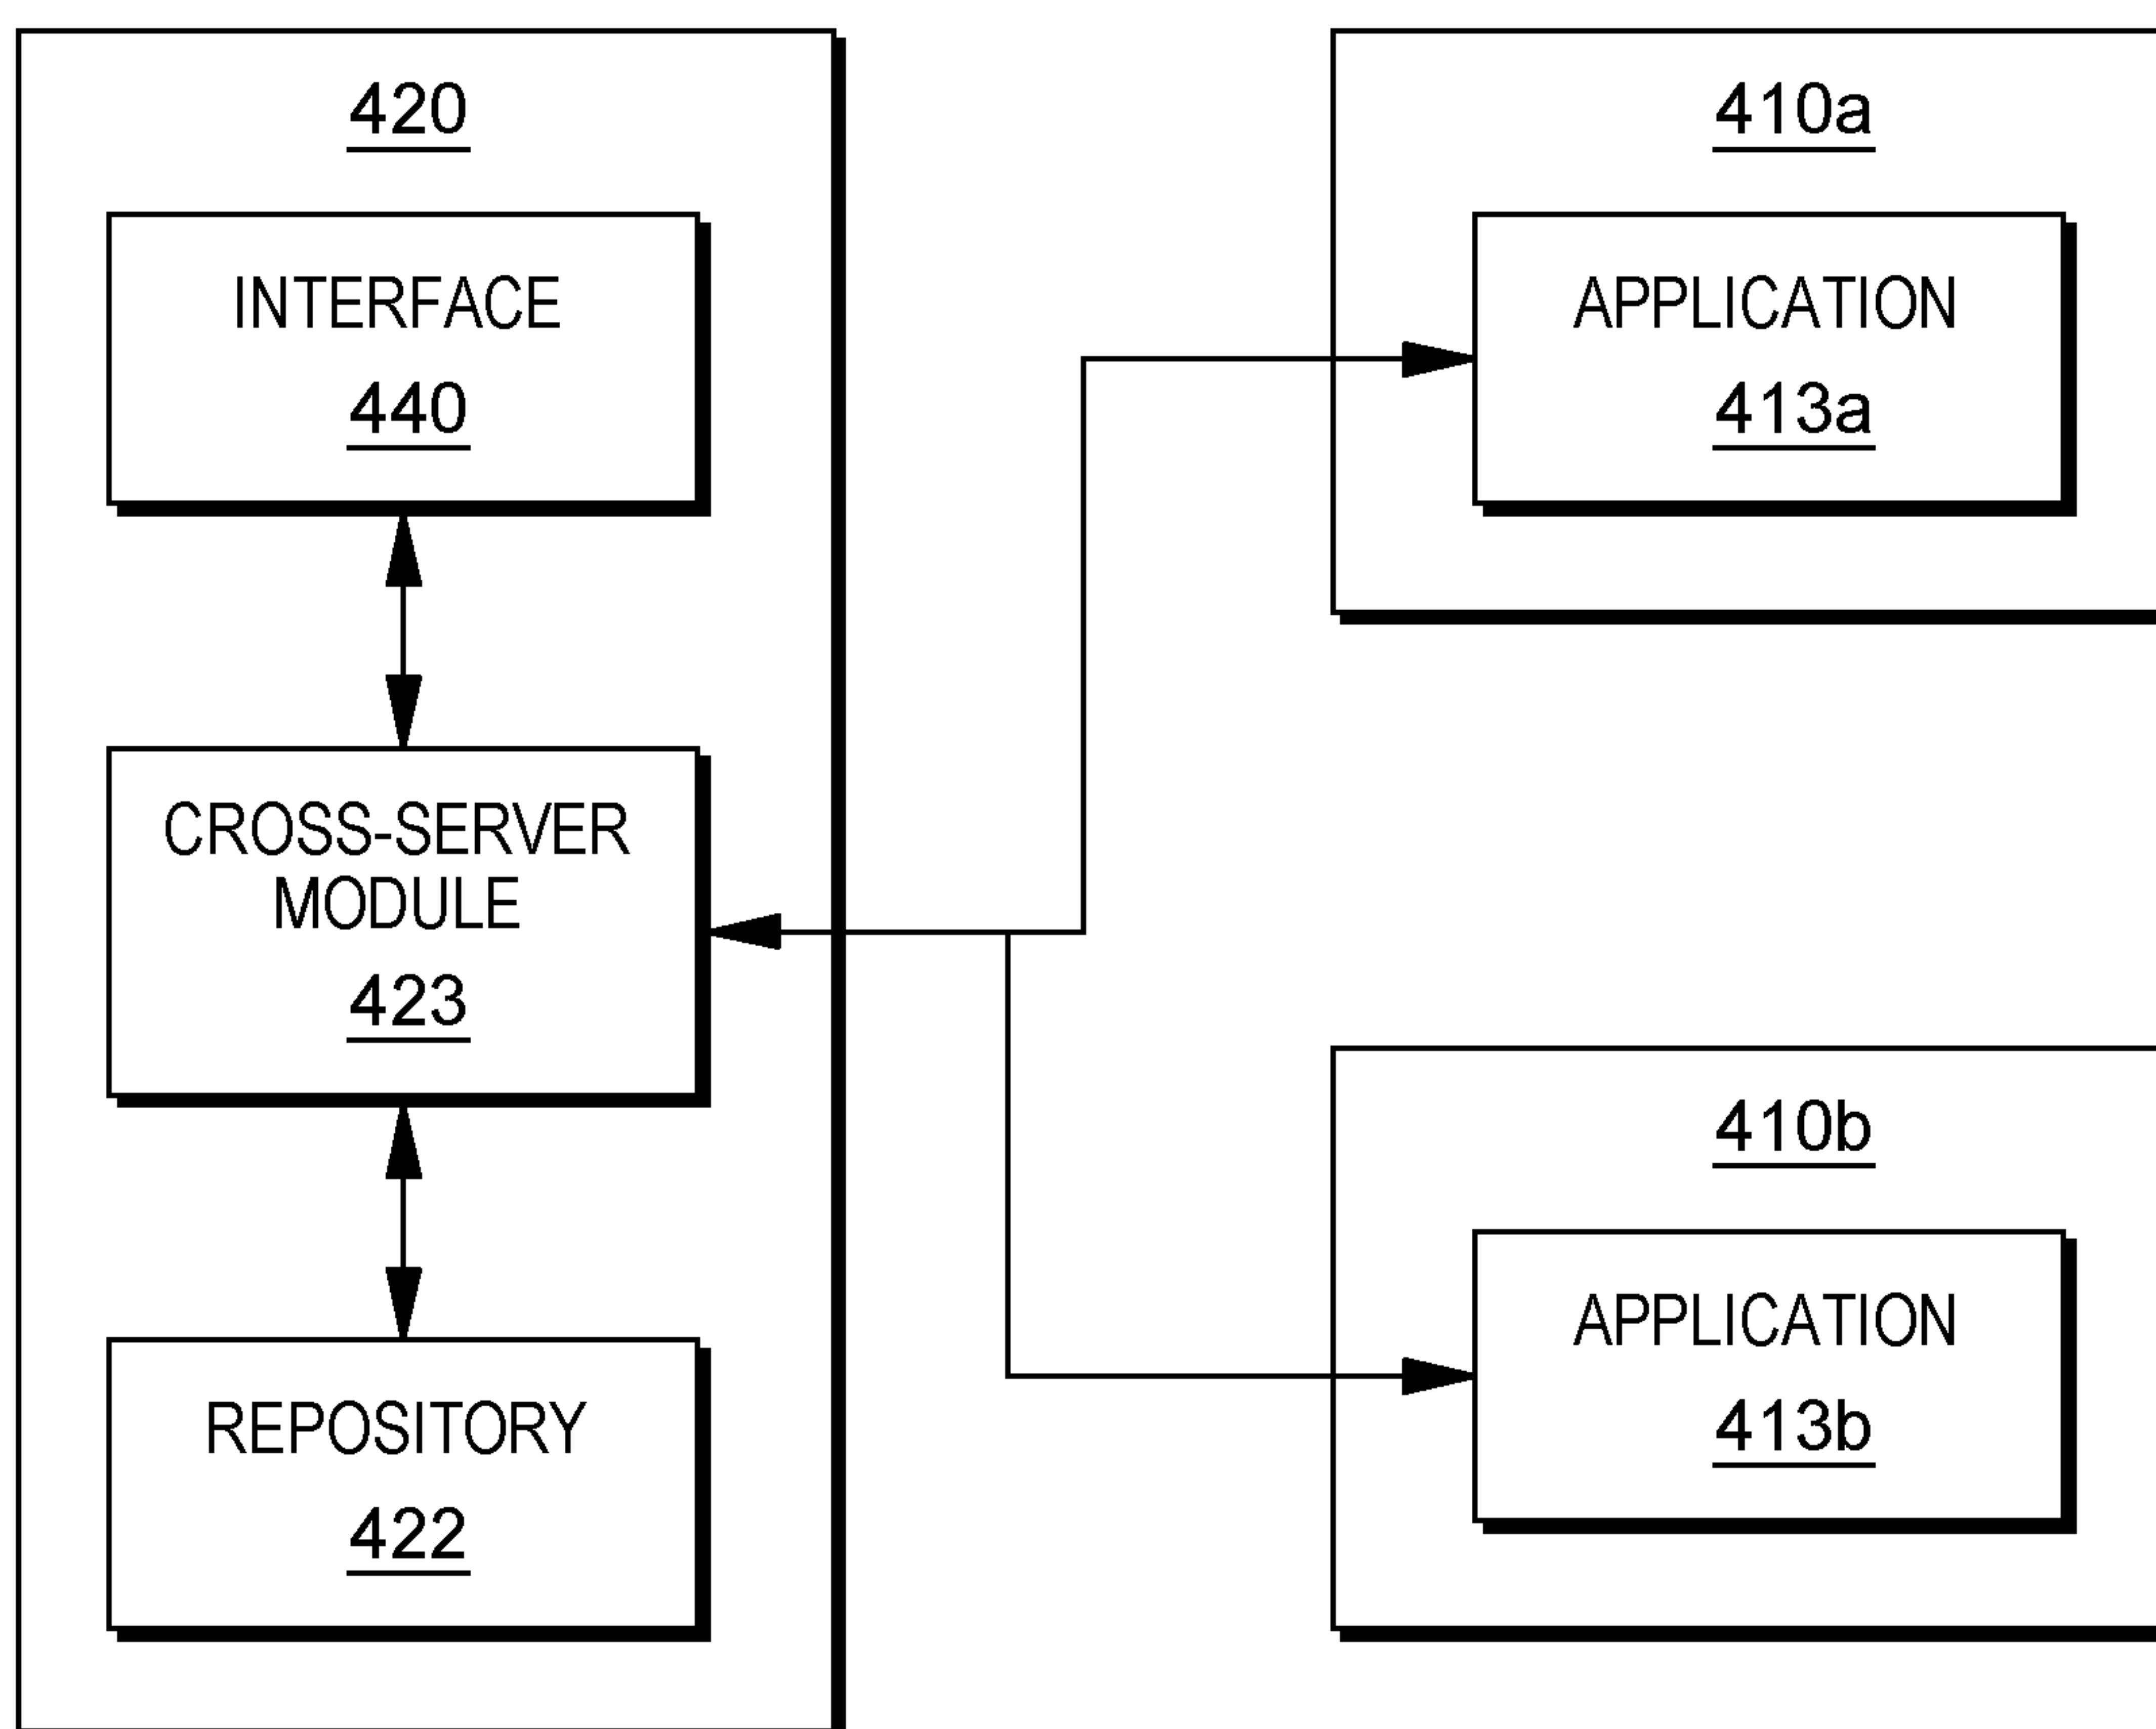 420
INTERFACE
440
CROSS-SERVER
MODULE
423
REPOSITORY
422
410a
APPLICATION
413a
410b
APPLICATION
413b